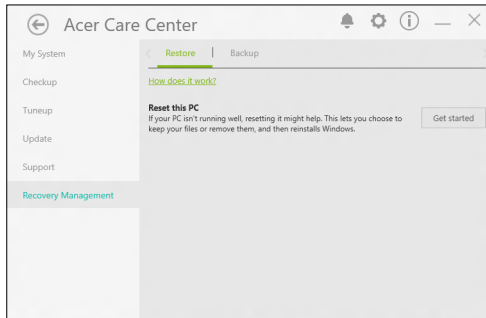 Acer Care Center
My System
Checkup
Tuneup
Update
Support
Recovery Management
Restore
Backup
How does it work?
Reset this PC
If your PC isn't running well, resetting it might help. This lets you choose to
keep your files or remove them, and then reinstalls Windows.
Get started